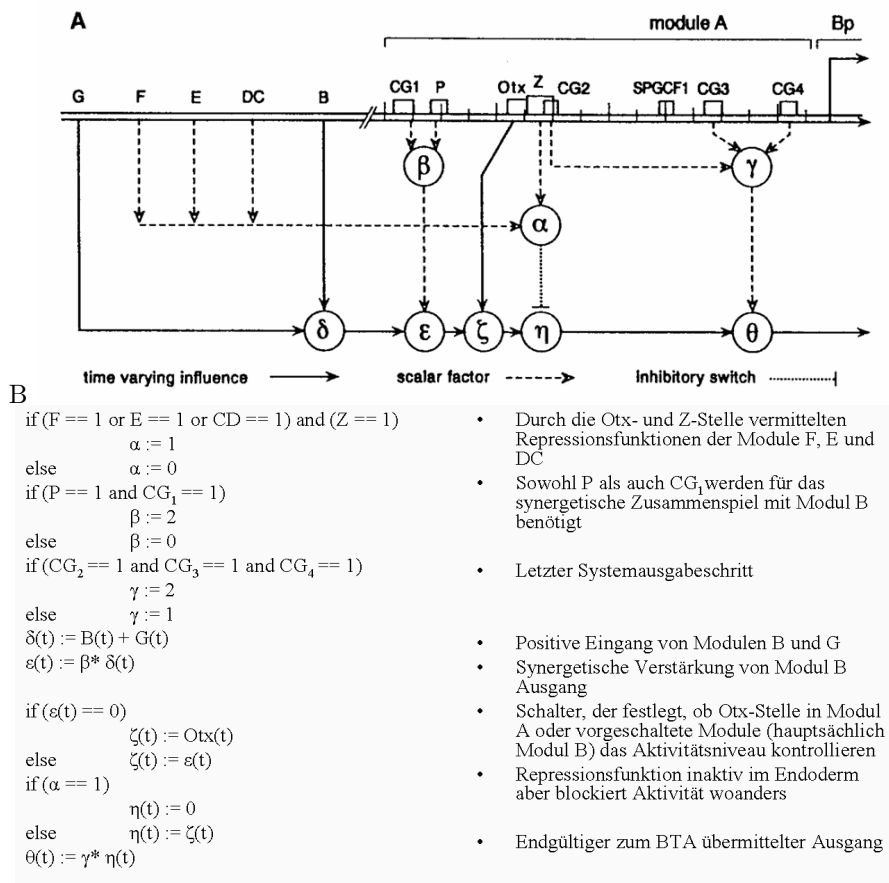 A
module A
Bp
G F E DC B CG1 P Otx Z CG2 SPGCF1 CG3 CG4
β
γ
α
δ ε ζ η θ
time varying influence
scalar factor
inhibitory switch
B
if (F == 1 or E == 1 or CD == 1) and (Z == 1)
α := 1
else α := 0
if (P == 1 and CG1 == 1)
β := 2
else β := 0
if (CG2 == 1 and CG3 == 1 and CG4 == 1)
γ := 2
else γ := 1
δ(t) := B(t) + G(t)
ε(t) := β* δ(t)
if (ε(t) == 0)
ζ(t) := Otx(t)
else ζ(t) := ε(t)
if (α == 1)
η(t) := 0
else η(t) := ζ(t)
θ(t) := γ* η(t)
• Durch die Otx- und Z-Stelle vermittelten
Repressionsfunktionen der Module F, E und
DC
• Sowohl P als auch CG1werden für das
synergetische Zusammenspiel mit Modul B
benötigt
• Letzter Systemausgabeschritt
• Positive Eingang von Modulen B und G
• Synergetische Verstärkung von Modul B
Ausgang
• Schalter, der festlegt, ob Otx-Stelle in Modul
A oder vorgeschaltete Module (hauptsächlich
Modul B) das Aktivitätsniveau kontrollieren
• Repressionsfunktion inaktiv im Endoderm
aber blockiert Aktivität woanders
• Endgültiger zum BTA übermittelter Ausgang